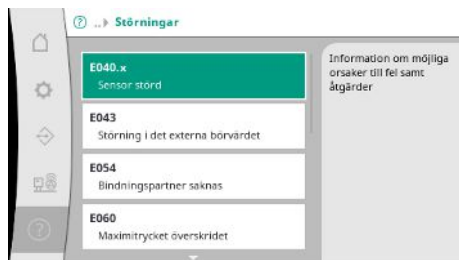 ..▸ Störningar
E040.x
Sensor störd
E043
Störning i det externa börvärdet
E054
Bindningspartner saknas
E060
Maximitrycket överskridet
Information om möjliga
orsaker till fel samt
åtgärder